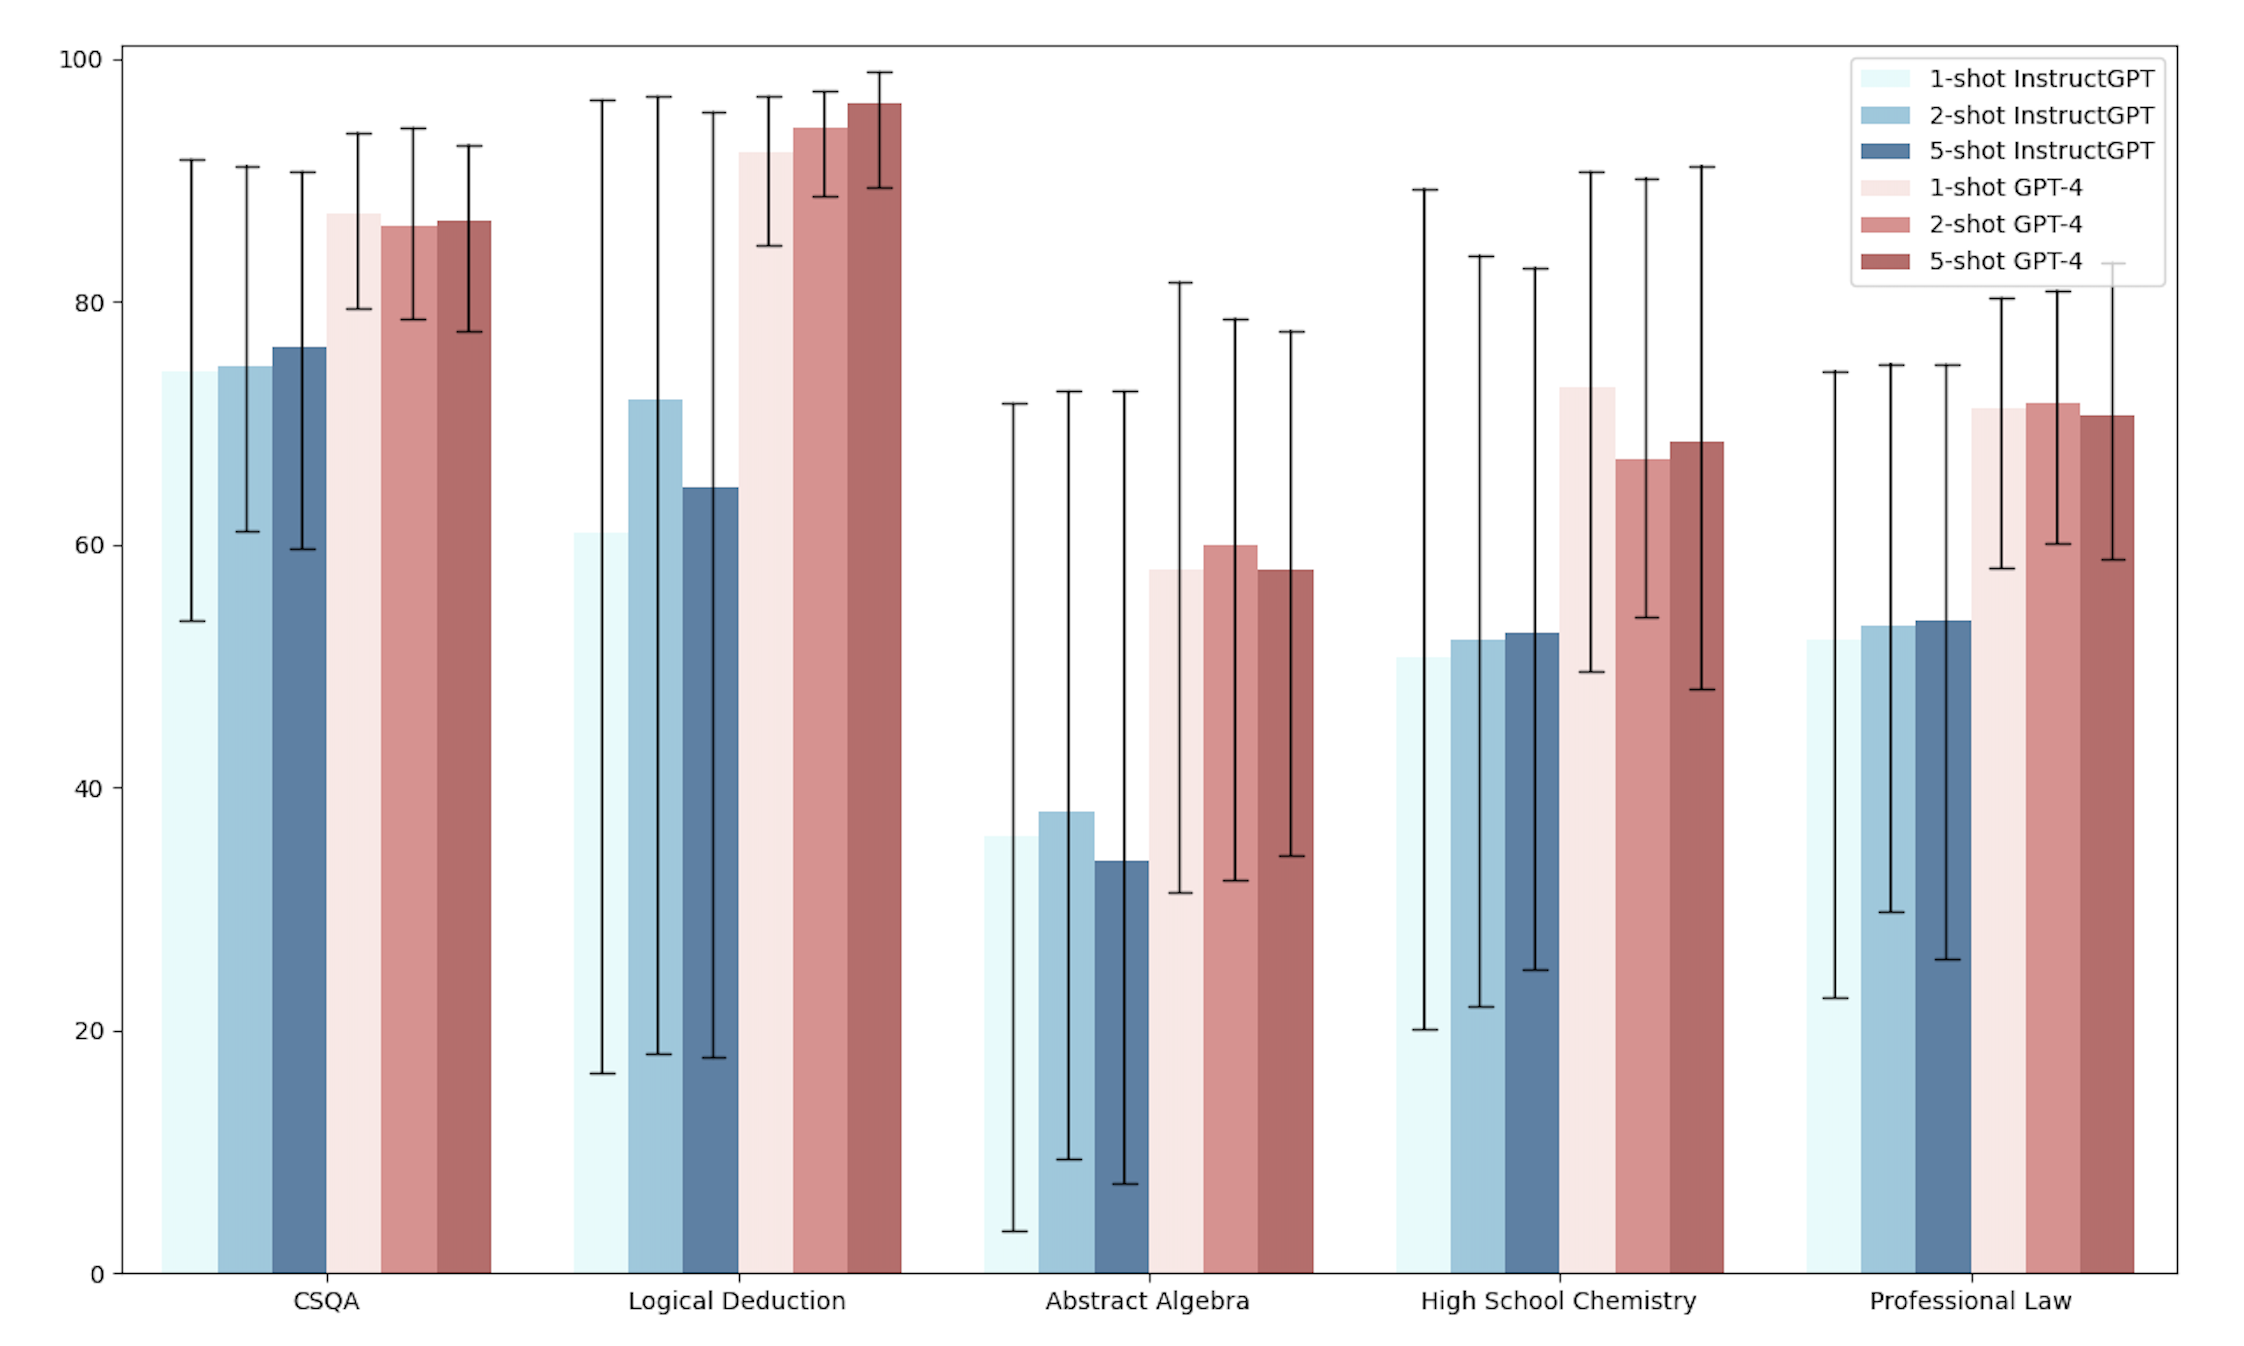 100
80
60
40
20
0
1-shot InstructGPT
2-shot InstructGPT
5-shot InstructGPT
1-shot GPT-4
2-shot GPT-4
5-shot GPT-4
CSQA
Logical Deduction
Abstract Algebra
High School Chemistry
Professional Law